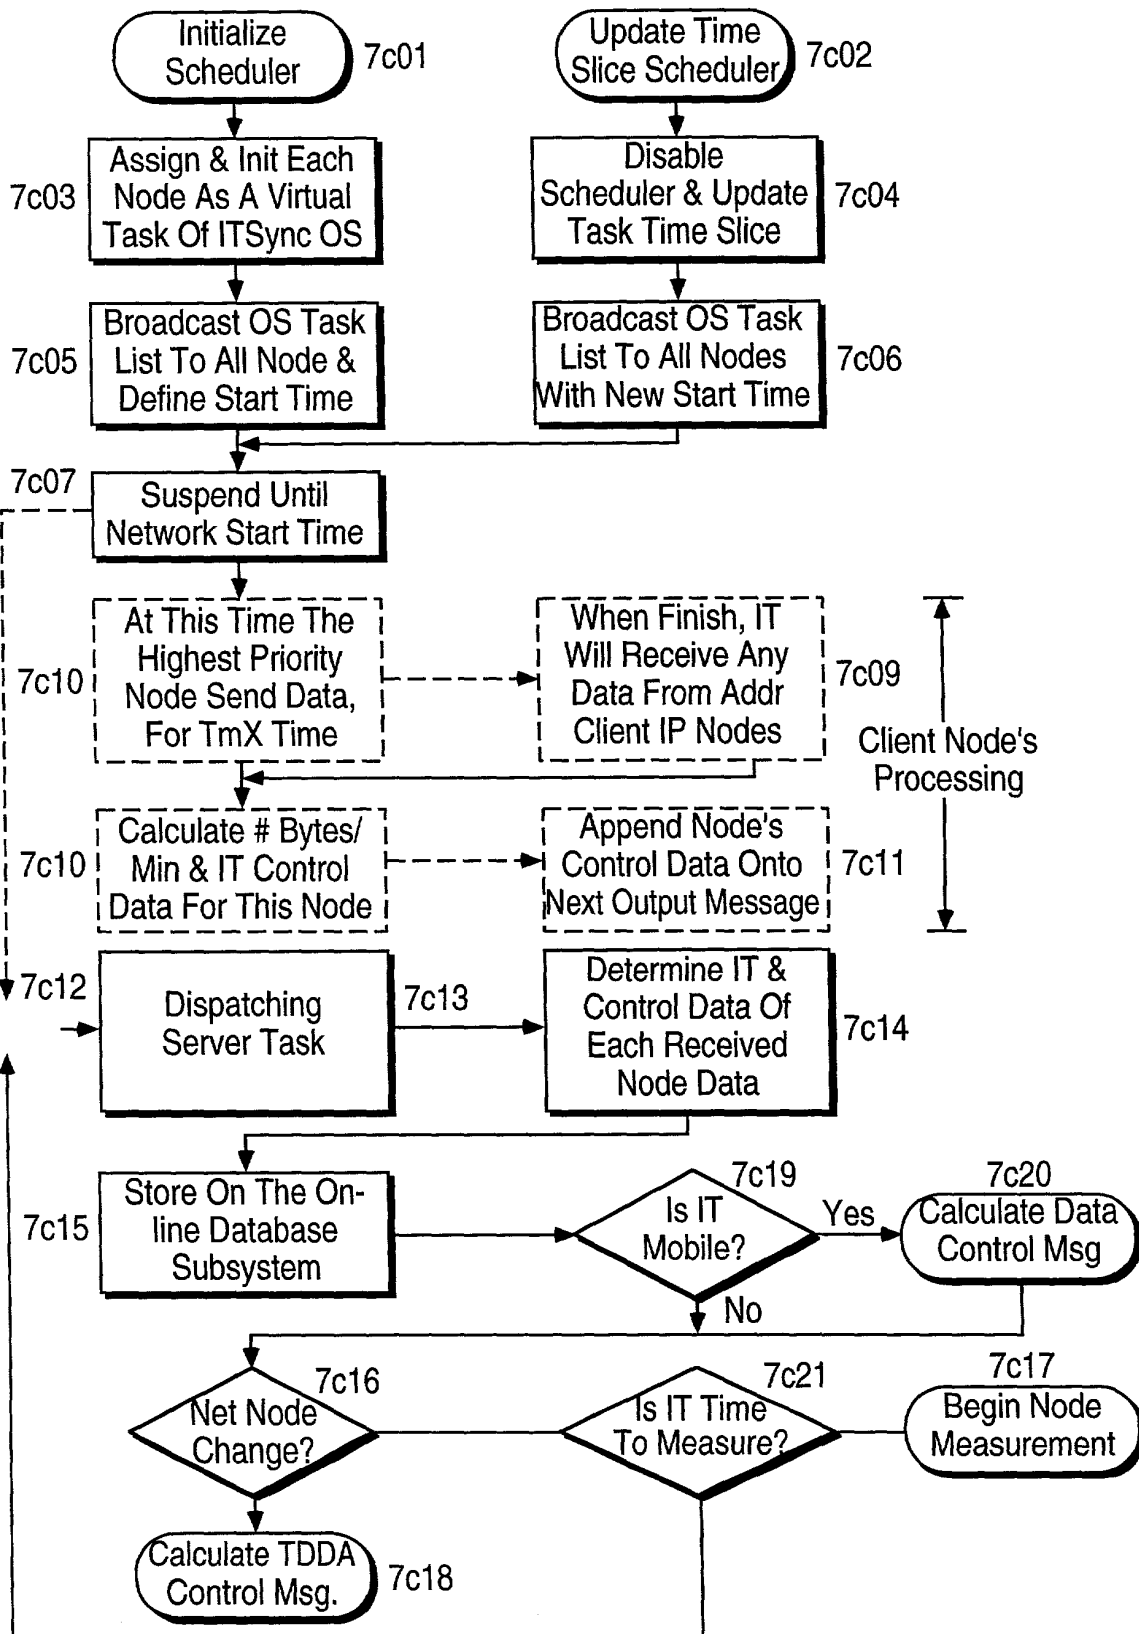 Initialize
Scheduler
7c01
Update Time
Slice Scheduler
7c02
7c03
Assign & Init Each
Node As A Virtual
Task Of ITSync OS
Disable
Scheduler & Update
Task Time Slice
7c04
7c05
Broadcast OS Task
List To All Node &
Define Start Time
Broadcast OS Task
List To All Nodes
With New Start Time
7c06
7c07
Suspend Until
Network Start Time
7c10
At This Time The
Highest Priority
Node Send Data,
For TmX Time
When Finish, IT
Will Receive Any
Data From Addr
Client IP Nodes
7c09
Client Node's
Processing
7c10
Calculate # Bytes/
Min & IT Control
Data For This Node
Append Node's
Control Data Onto
Next Output Message
7c11
7c12
Dispatching
Server Task
7c13
Determine IT &
Control Data Of
Each Received
Node Data
7c14
7c15
Store On The On-
line Database
Subsystem
7c19
Is IT
Mobile?
Yes
No
7c20
Calculate Data
Control Msg
7c16
Net Node
Change?
7c21
Is IT Time
To Measure?
7c17
Begin Node
Measurement
Calculate TDDA
Control Msg.
7c18